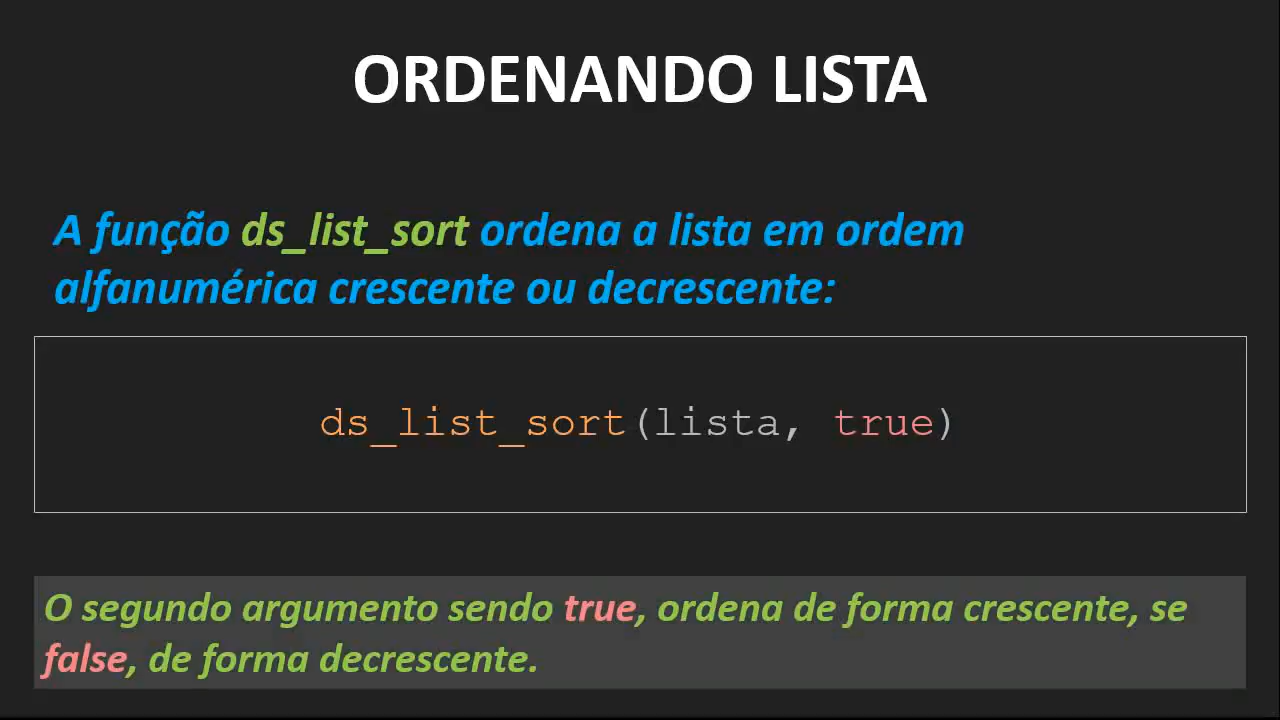 ORDENANDO LISTA
A função ds_list_sort ordena a lista em ordem
alfanumérica crescente ou decrescente:
ds_list_sort(lista, true)
O segundo argumento sendo true, ordena de forma crescente, se
false, de forma decrescente.